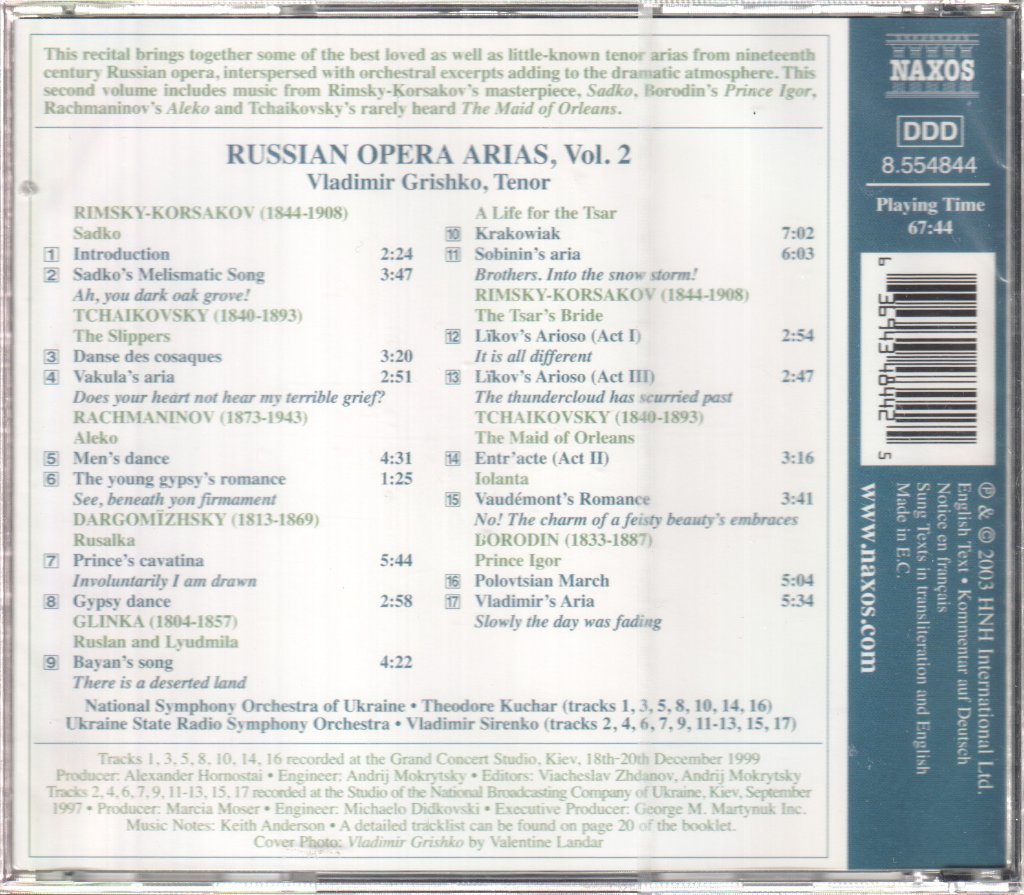 This recital brings together some of the best loved as well as little-known tenor arias from nineteenth
century Russian opera, interspersed with orchestral excerpts adding to the dramatic atmosphere. This
second volume includes music from Rimsky-Korsakov's masterpiece, Sadko, Borodin's Prince Igor,
Rachmaninov's Aleko and Tchaikovsky's rarely heard The Maid of Orleans.
RUSSIAN OPERA ARIAS, Vol. 2
Vladimir Grishko, Tenor
RIMSKY-KORSAKOV (1844-1908)
Sadko
1 Introduction 2:24
2 Sadko's Melismatic Song 3:47
Ah, you dark oak grove!
TCHAIKOVSKY (1840-1893)
The Slippers
3 Danse des cosaques 3:20
4 Vakula's aria 2:51
Does your heart not hear my terrible grief?
RACHMANINOV (1873-1943)
Aleko
5 Men's dance 4:31
6 The young gypsy's romance 1:25
See, beneath yon firmament
DARGOMÏZHSKY (1813-1869)
Rusalka
7 Prince's cavatina 5:44
Involuntarily I am drawn
8 Gypsy dance 2:58
GLINKA (1804-1857)
Ruslan and Lyudmila
9 Bayan's song 4:22
There is a deserted land
A Life for the Tsar
10 Krakowiak 7:02
11 Sobinin's aria 6:03
Brothers. Into the snow storm!
RIMSKY-KORSAKOV (1844-1908)
The Tsar's Bride
12 Lïkov's Arioso (Act I) 2:54
It is all different
13 Lïkov's Arioso (Act III) 2:47
The thundercloud has scurried past
TCHAIKOVSKY (1840-1893)
The Maid of Orleans
14 Entr'acte (Act II) 3:16
Iolanta
15 Vaudémont's Romance 3:41
No! The charm of a feisty beauty's embraces
BORODIN (1833-1887)
Prince Igor
16 Polovtsian March 5:04
17 Vladimir's Aria 5:34
Slowly the day was fading
National Symphony Orchestra of Ukraine • Theodore Kuchar (tracks 1, 3, 5, 8, 10, 14, 16)
Ukraine State Radio Symphony Orchestra • Vladimir Sirenko (tracks 2, 4, 6, 7, 9, 11-13, 15, 17)
Tracks 1, 3, 5, 8, 10, 14, 16 recorded at the Grand Concert Studio, Kiev, 18th-20th December 1999
Producer: Alexander Hornostai • Engineer: Andrij Mokrytsky • Editors: Viacheslav Zhdanov, Andrij Mokrytsky
Tracks 2, 4, 6, 7, 9, 11-13, 15, 17 recorded at the Studio of the National Broadcasting Company of Ukraine, Kiev, September
1997 • Producer: Marcia Moser • Engineer: Michaelo Didkovski • Executive Producer: George M. Martynuk Inc.
Music Notes: Keith Anderson • A detailed tracklist can be found on page 20 of the booklet.
Cover Photo: Vladimir Grishko by Valentine Landar
NAXOS
DDD
8.554844
Playing Time
67:44
6 36943 48442 5
℗ & © 2003 HNH International Ltd.
English Text • Kommentar auf Deutsch
Notice en français
Sung Texts in transliteration and English
Made in E.C.
www.naxos.com